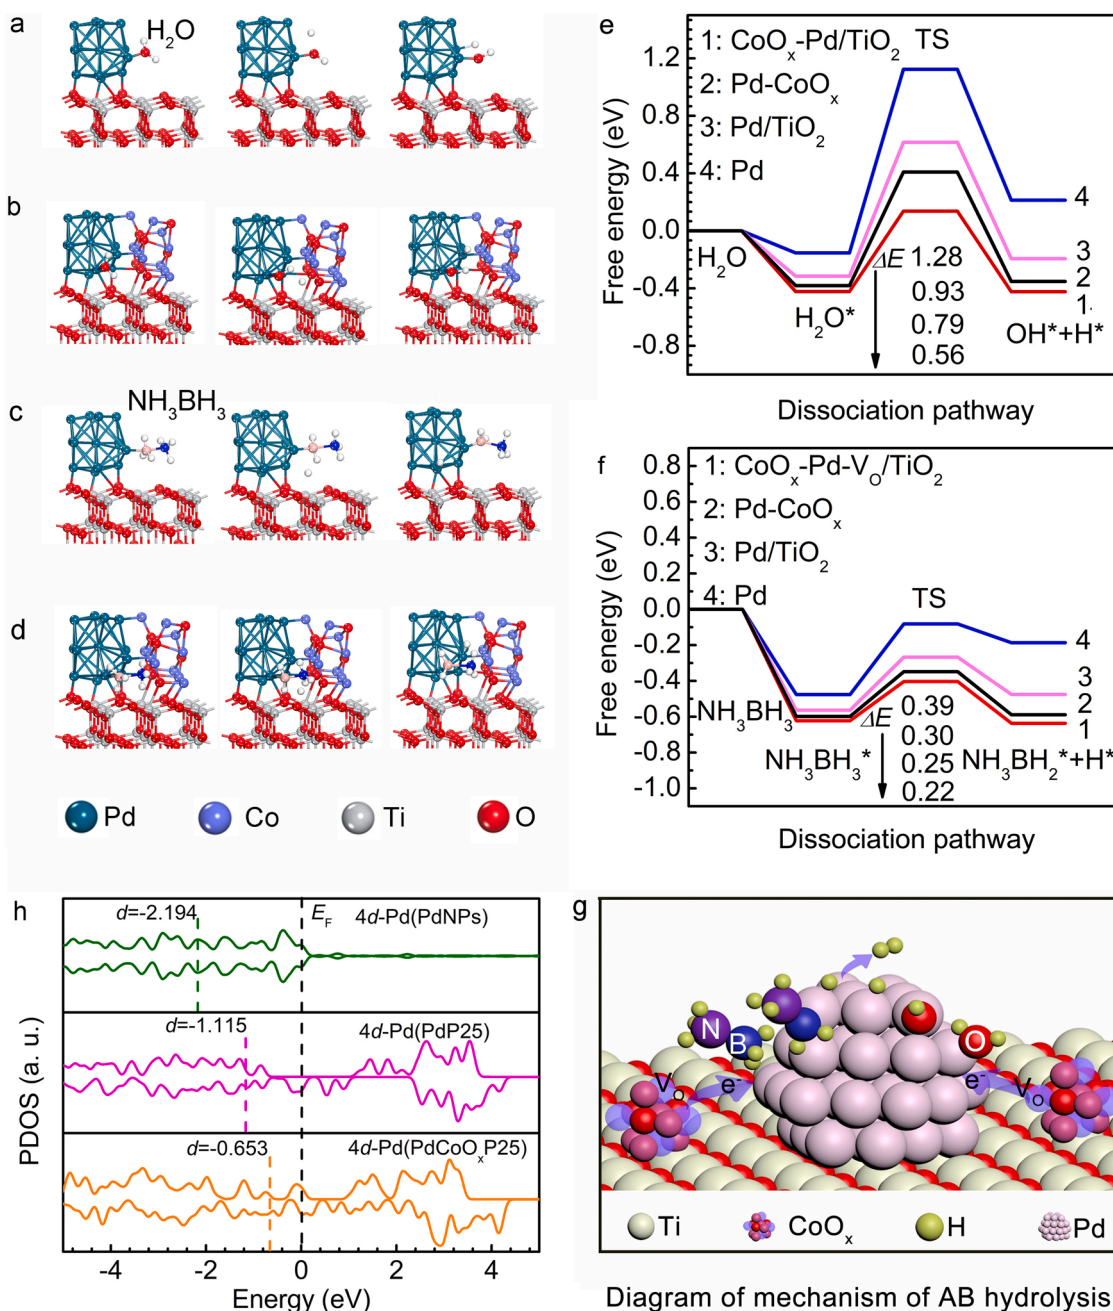 a
H₂O
b
c
NH₃BH₃
d
Pd
Co
Ti
O
e
1: CoOₓ-Pd/TiO₂
TS
2: Pd-CoOₓ
3: Pd/TiO₂
4: Pd
1.2
0.8
0.4
0.0
-0.4
-0.8
Free energy (eV)
H₂O
H₂O*
ΔE 1.28
0.93
0.79
0.56
4
3
2
1
OH*+H*
Dissociation pathway
f
1: CoOₓ-Pd-V_O/TiO₂
2: Pd-CoOₓ
3: Pd/TiO₂
4: Pd
TS
0.8
0.6
0.4
0.2
0.0
-0.2
-0.4
-0.6
-0.8
-1.0
Free energy (eV)
NH₃BH₃
NH₃BH₃*
ΔE 0.39
0.30
0.25
0.22
4
3
2
1
NH₃BH₂*+H*
Dissociation pathway
h
d=-2.194
E_F
4d-Pd(PdNPs)
d=-1.115
4d-Pd(PdP25)
d=-0.653
4d-Pd(PdCoOₓP25)
PDOS (a. u.)
-4 -2 0 2 4
Energy (eV)
g
N
B
O
V_O
e⁻
e⁻
V_O
Ti
CoOₓ
H
Pd
Diagram of mechanism of AB hydrolysis